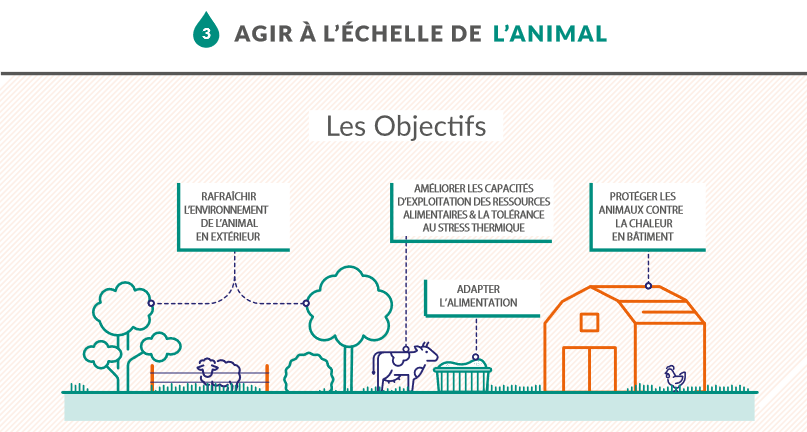 3 AGIR À L'ÉCHELLE DE L'ANIMAL
Les Objectifs
RAFRAÎCHIR
L'ENVIRONNEMENT
DE L'ANIMAL
EN EXTÉRIEUR
AMÉLIORER LES CAPACITÉS
D'EXPLOITATION DES RESSOURCES
ALIMENTAIRES & LA TOLÉRANCE
AU STRESS THERMIQUE
ADAPTER
L'ALIMENTATION
PROTÉGER LES
ANIMAUX CONTRE
LA CHALEUR
EN BÂTIMENT